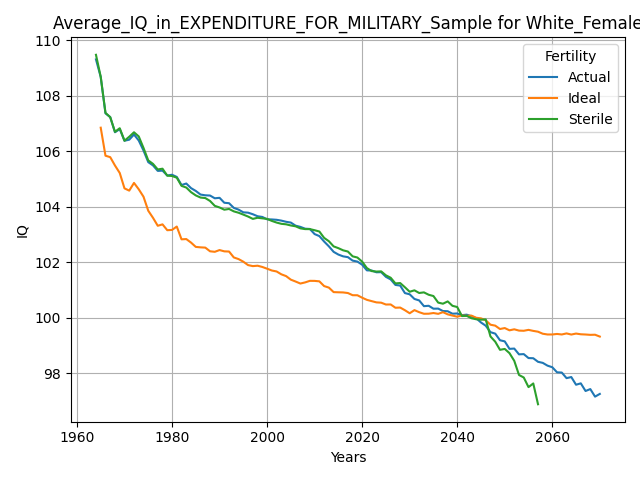 Average_IQ_in_EXPENDITURE_FOR_MILITARY_Sample for White_Female
110
108
106
104
102
100
98
IQ
Fertility
Actual
Ideal
Sterile
1960
1980
2000
2020
2040
2060
Years